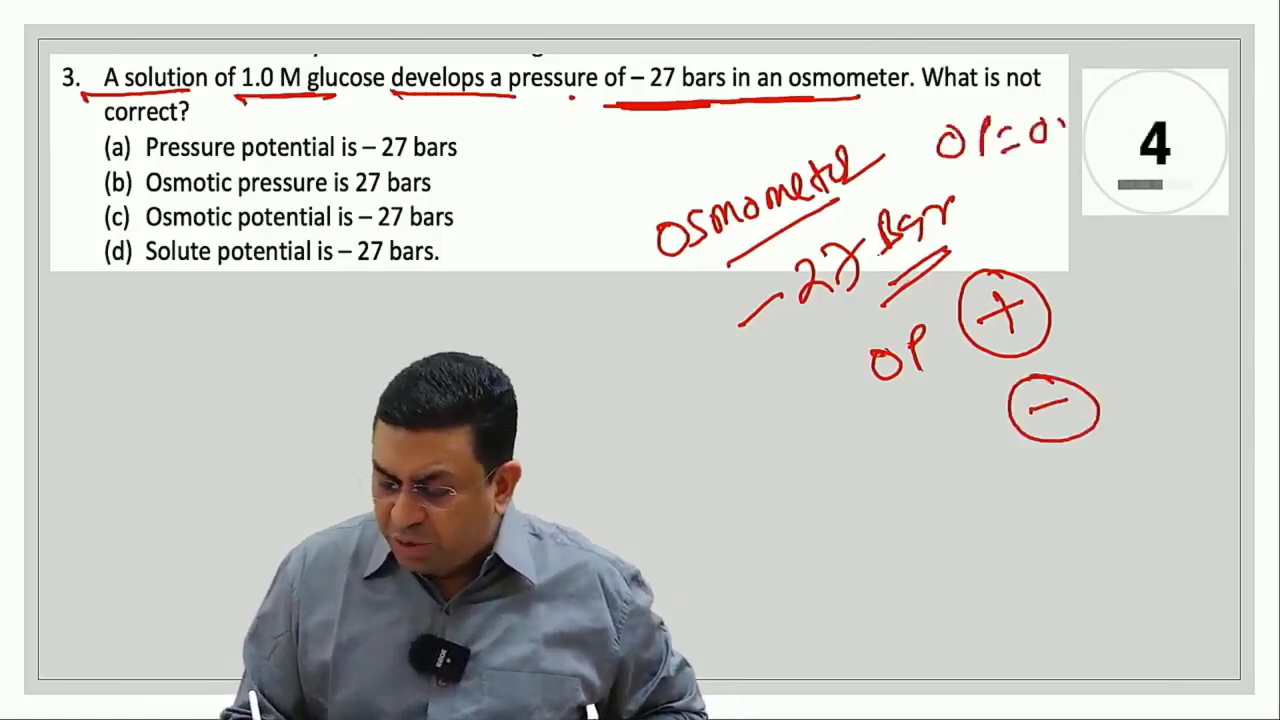 3. A solution of 1.0 M glucose develops a pressure of – 27 bars in an osmometer. What is not
correct?
(a) Pressure potential is – 27 bars
(b) Osmotic pressure is 27 bars
(c) Osmotic potential is – 27 bars
(d) Solute potential is – 27 bars.
4
OP = O
osmometer
– 27 Bar
OP +
–